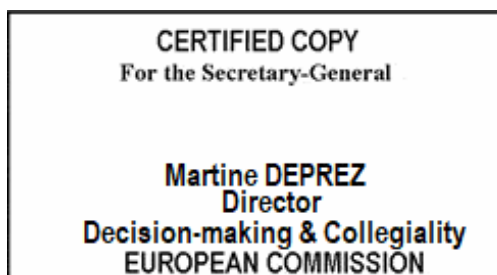 CERTIFIED COPY
For the Secretary-General
Martine DEPREZ
Director
Decision-making & Collegiality
EUROPEAN COMMISSION